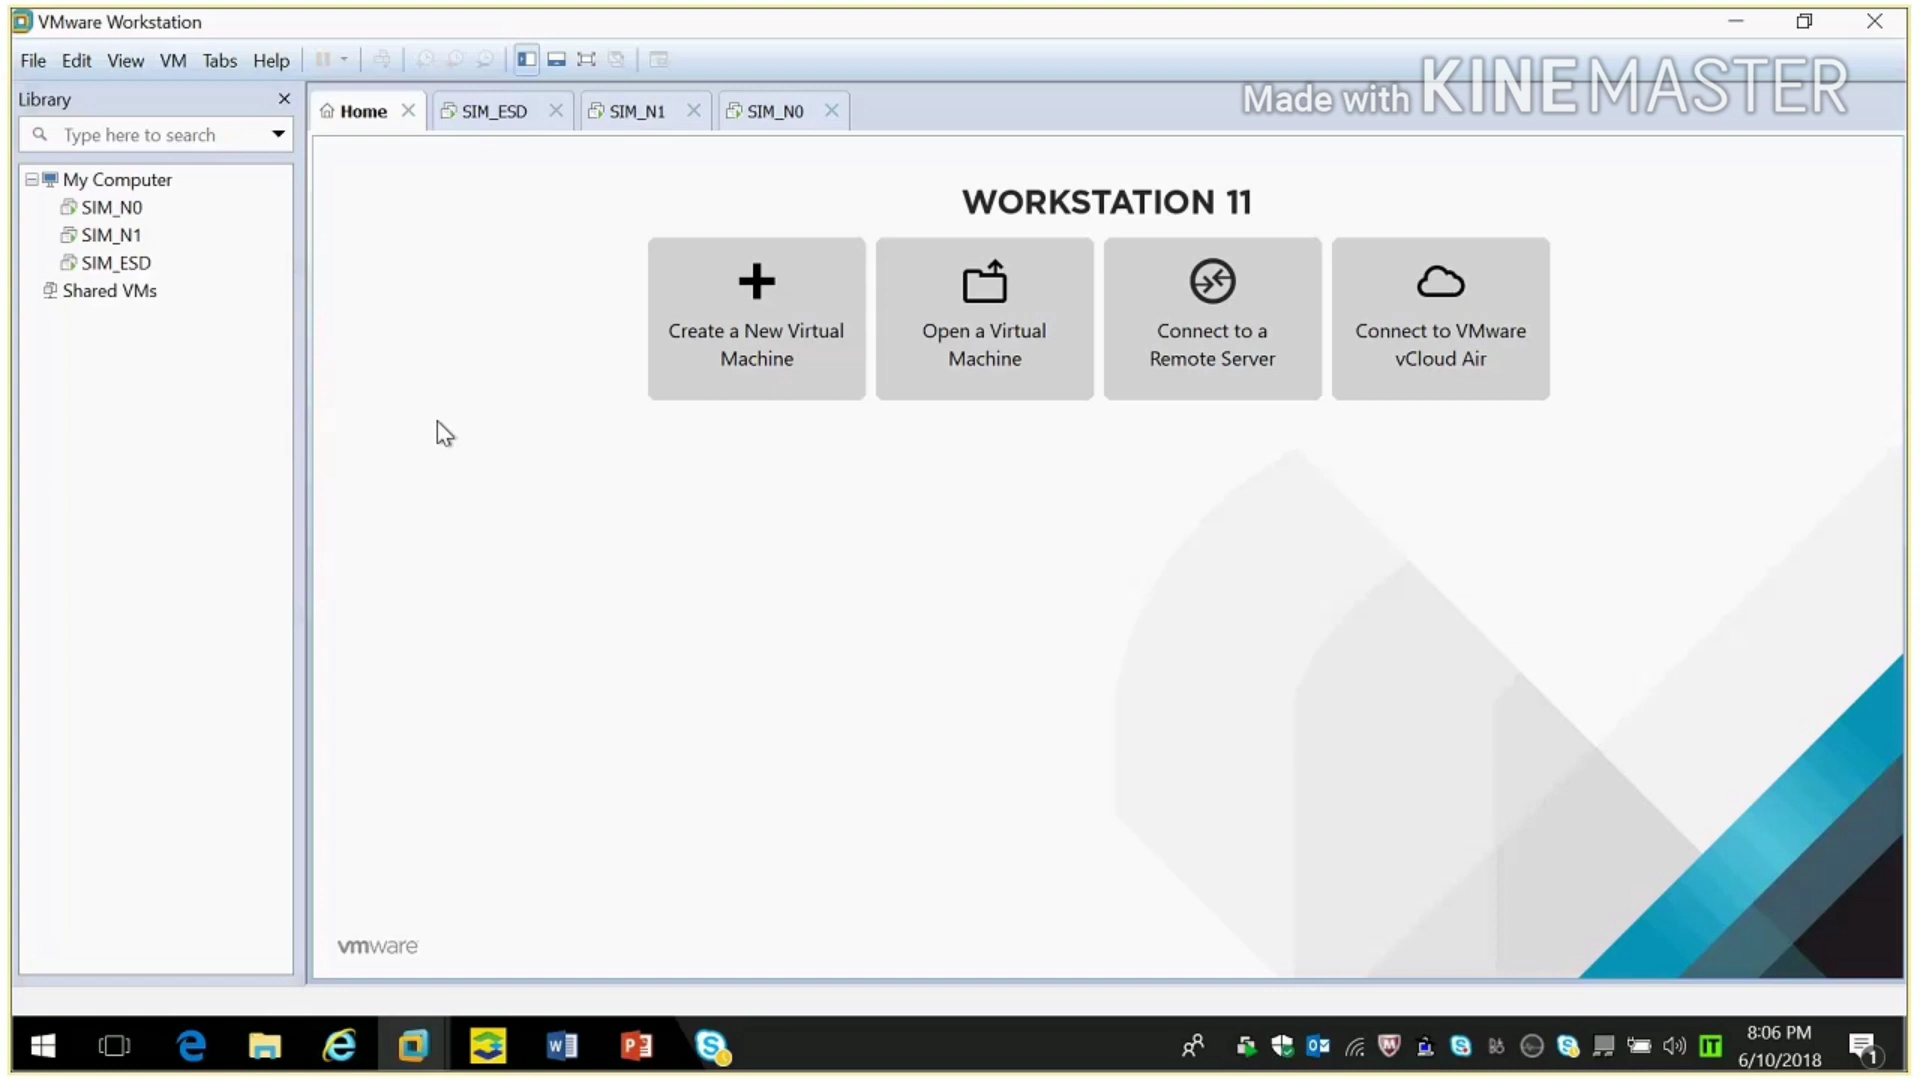 VMware Workstation
File Edit View VM Tabs Help
Made with KINEMASTER
Library
Home
SIM_ESD
SIM_N1
SIM_N0
Type here to search
My Computer
SIM_N0
SIM_N1
SIM_ESD
Shared VMs
WORKSTATION 11
Create a New Virtual
Machine
Open a Virtual
Machine
Connect to a
Remote Server
Connect to VMware
vCloud Air
vmware
8:06 PM
6/10/2018
IT
1